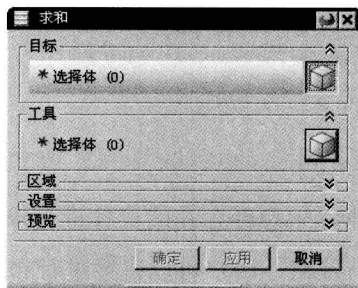 求和
目标
* 选择体 (0)
工具
* 选择体 (0)
区域
设置
预览
确定 应用 取消